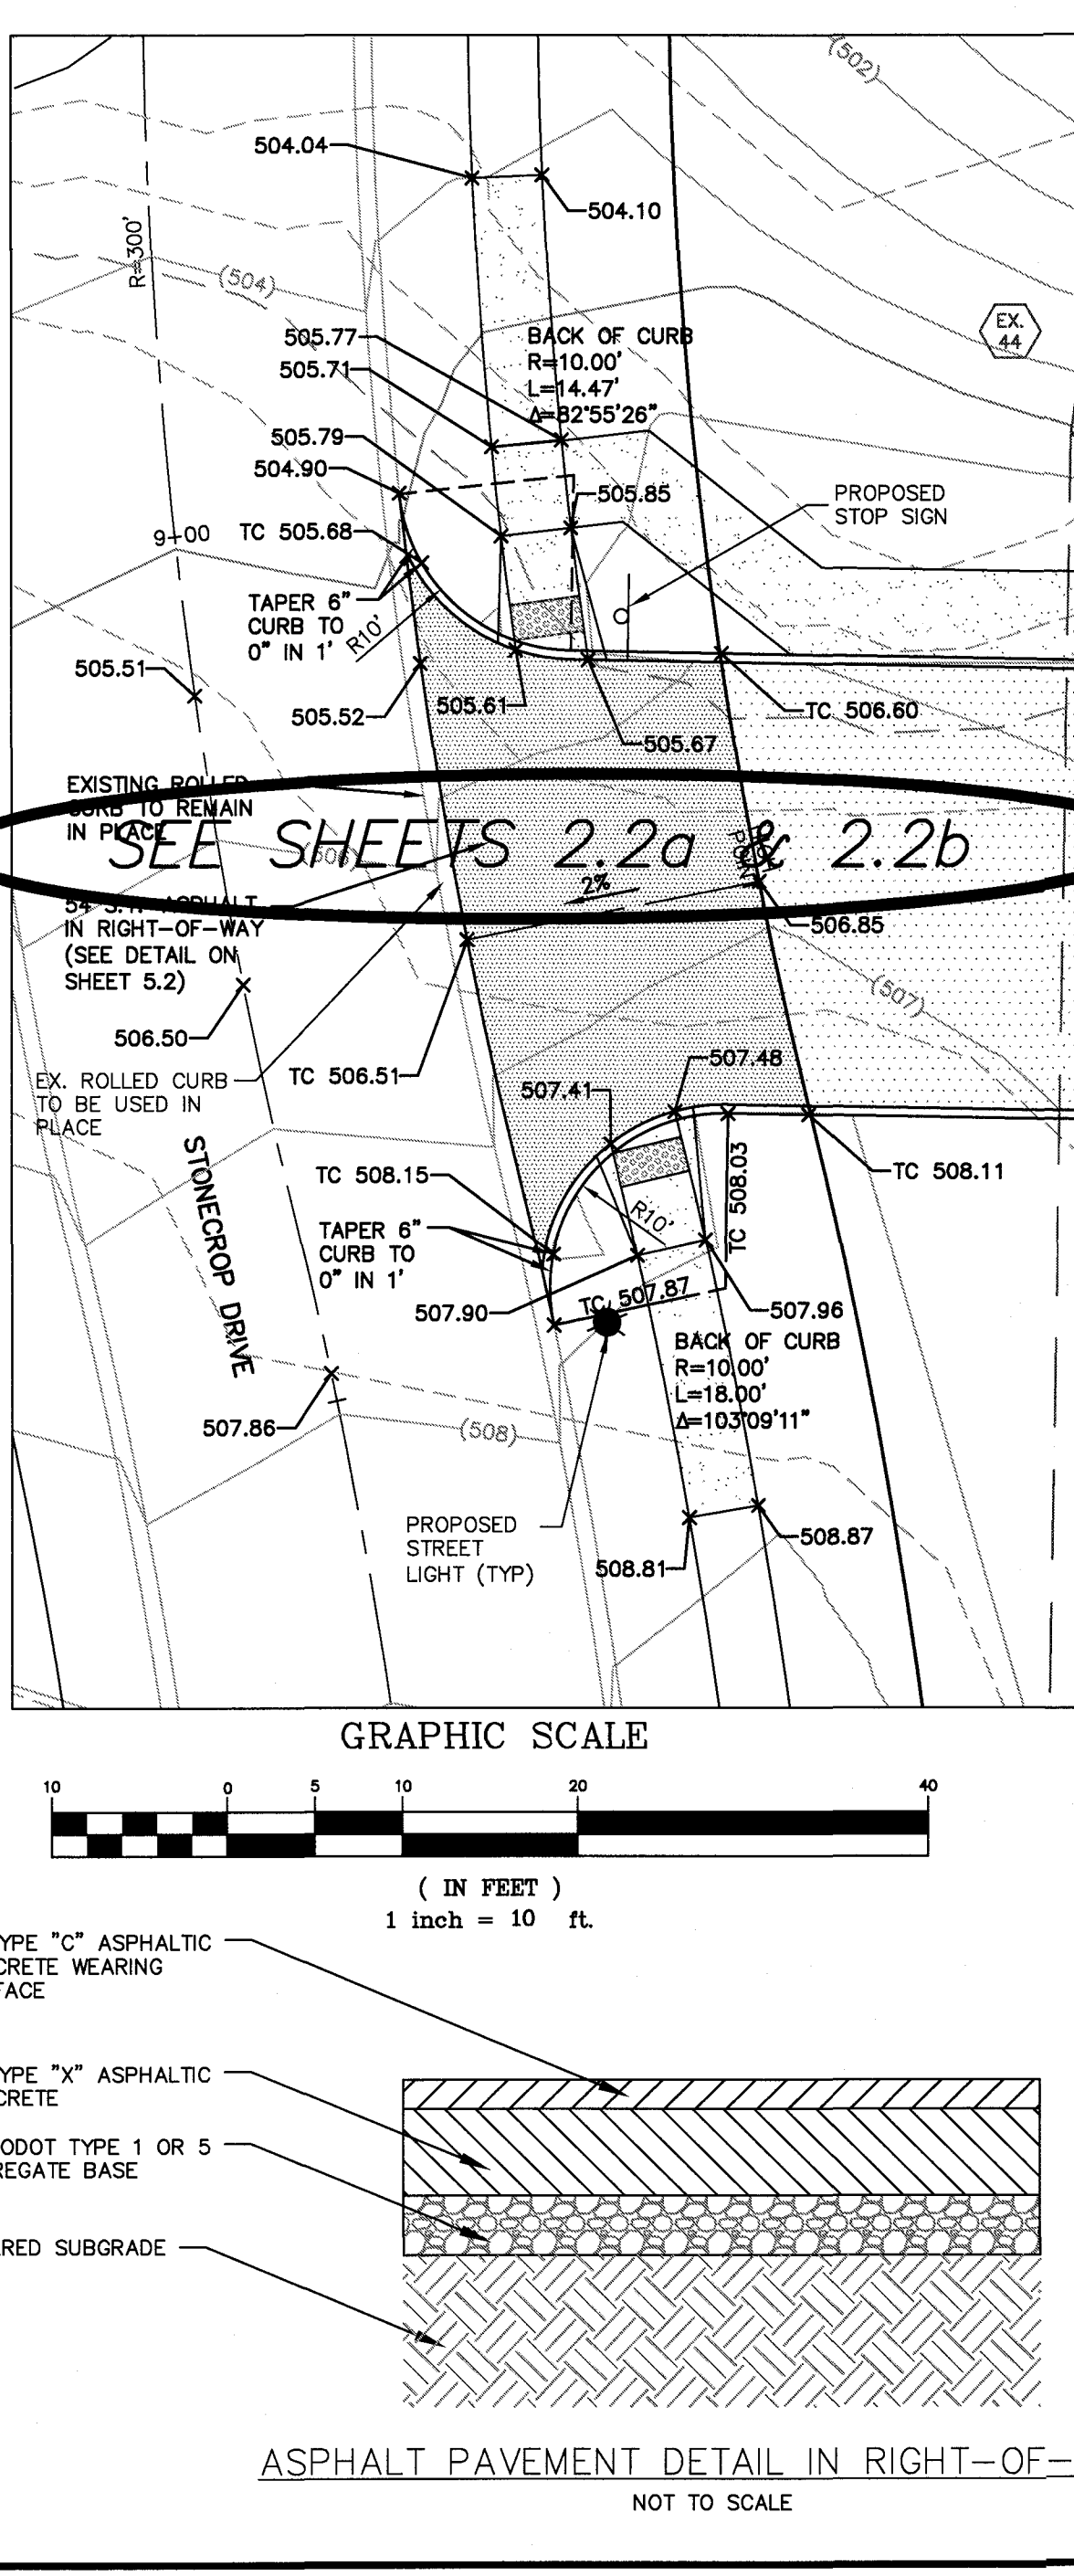 (502)
504.04
504.10
R=300'
(504)
EX.
44
505.77
505.71
BACK OF CURB
R=10.00'
L=14.47'
Δ=82°55'26"
505.79
504.90
505.85
PROPOSED
STOP SIGN
9+00
TC 505.68
TAPER 6"
CURB TO
0" IN 1'
R10'
505.51
505.52
505.61
TC 506.60
505.67
EXISTING ROLLED
CURB TO REMAIN
IN PLACE
SEE SHEETS 2.2a & 2.2b
(506)
2%
POINT
506.85
ASPHALT
IN RIGHT-OF-WAY
(SEE DETAIL ON
SHEET 5.2)
(507)
506.50
EX. ROLLED CURB
TO BE USED IN
PLACE
TC 506.51
507.41
507.48
TC 508.15
TC 508.03
TC 508.11
STONECROP DRIVE
TAPER 6"
CURB TO
0" IN 1'
R10'
TC 507.87
507.90
507.96
BACK OF CURB
R=10.00'
L=18.00'
Δ=103°09'11"
507.86
(508)
PROPOSED
STREET
LIGHT (TYP)
508.81
508.87
GRAPHIC SCALE
10 0 5 10 20 40
( IN FEET )
1 inch = 10 ft.
YPE "C" ASPHALTIC
CRETE WEARING
FACE
YPE "X" ASPHALTIC
CRETE
ODOT TYPE 1 OR 5
REGATE BASE
RED SUBGRADE
ASPHALT PAVEMENT DETAIL IN RIGHT-OF-
NOT TO SCALE